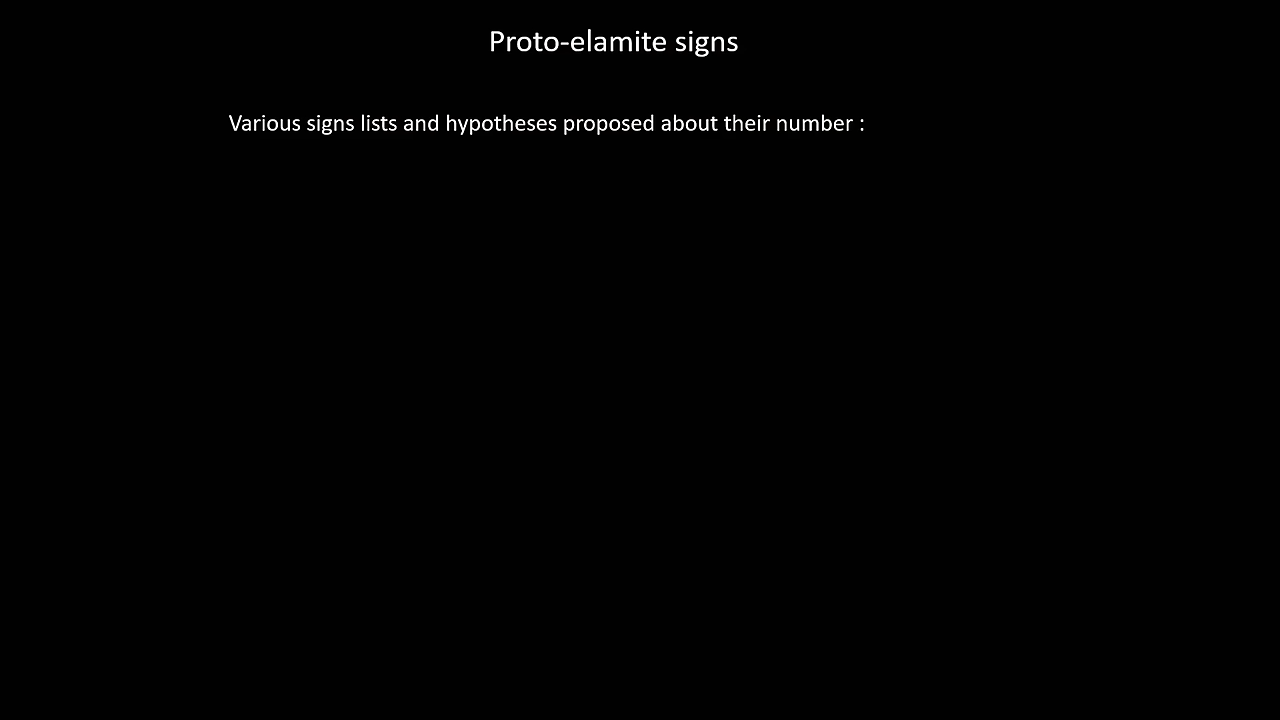 Proto-elamite signs
Various signs lists and hypotheses proposed about their number :